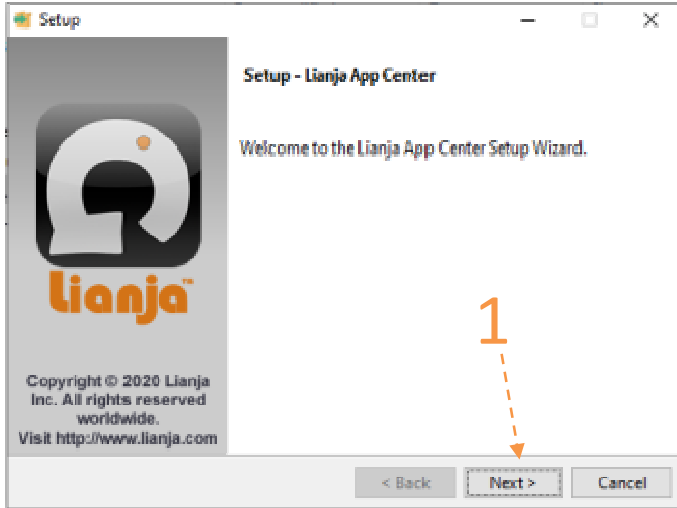 Setup
Setup - Lianja App Center
Welcome to the Lianja App Center Setup Wizard.
Lianja™
1
Copyright © 2020 Lianja
Inc. All rights reserved
worldwide.
Visit http://www.lianja.com
< Back
Next >
Cancel